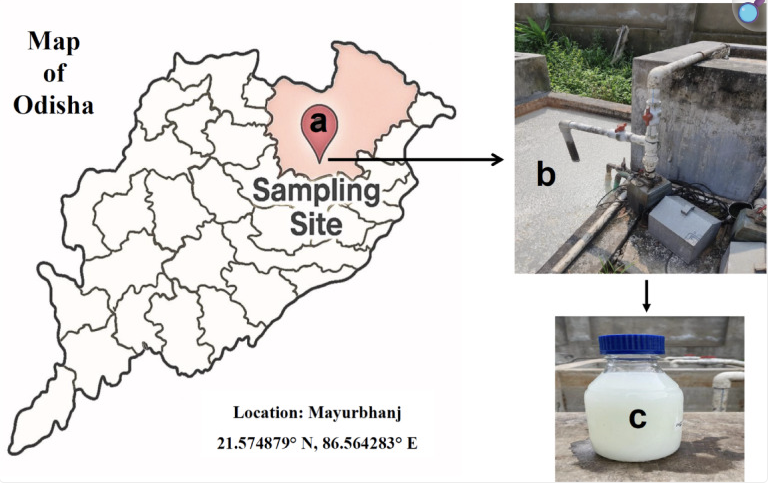 Map
of
Odisha
a
Sampling
Site
b
c
Location: Mayurbhanj
21.574879° N, 86.564283° E